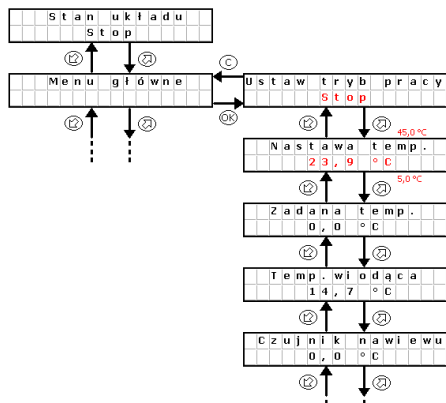 Stan układu
Stop
C
Menu główne
Ustaw tryb pracy
Stop
OK
45,0 °C
Nastawa temp.
23,9 °C
5,0 °C
Zadana temp.
0,0 °C
Temp.wiodąca
14,7 °C
Czujnik nawiewu
0,0 °C